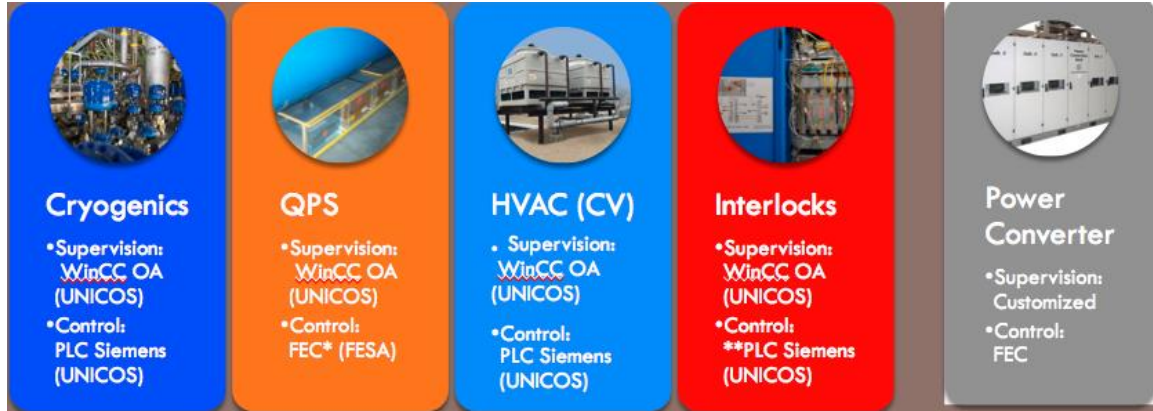 Cryogenics
•Supervision:
WinCC OA
(UNICOS)
•Control:
PLC Siemens
(UNICOS)
QPS
•Supervision:
WinCC OA
(UNICOS)
•Control:
FEC* (FESA)
HVAC (CV)
• Supervision:
WinCC OA
(UNICOS)
•Control:
PLC Siemens
(UNICOS)
Interlocks
•Supervision:
WinCC OA
(UNICOS)
•Control:
**PLC Siemens
(UNICOS)
Power
Converter
•Supervision:
Customized
•Control:
FEC